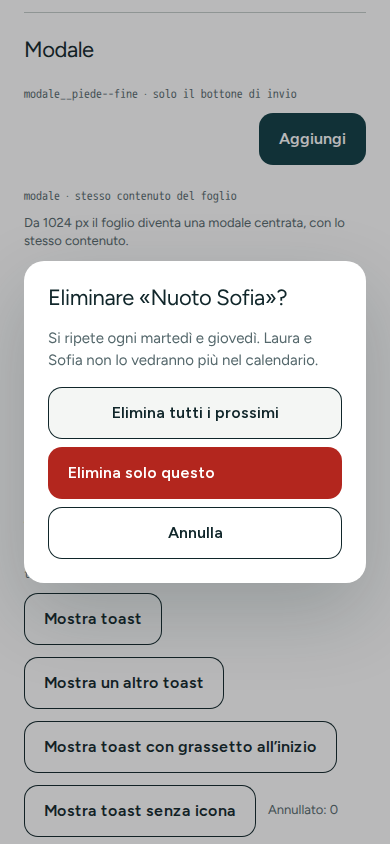 Modale
modale__piede--fine · solo il bottone di invio
Aggiungi
modale · stesso contenuto del foglio
Da 1024 px il foglio diventa una modale centrata, con lo
stesso contenuto.
Eliminare «Nuoto Sofia»?
Si ripete ogni martedì e giovedì. Laura e
Sofia non lo vedranno più nel calendario.
Elimina tutti i prossimi
Elimina solo questo
Annulla
Mostra toast
Mostra un altro toast
Mostra toast con grassetto all’inizio
Mostra toast senza icona
Annullato: 0